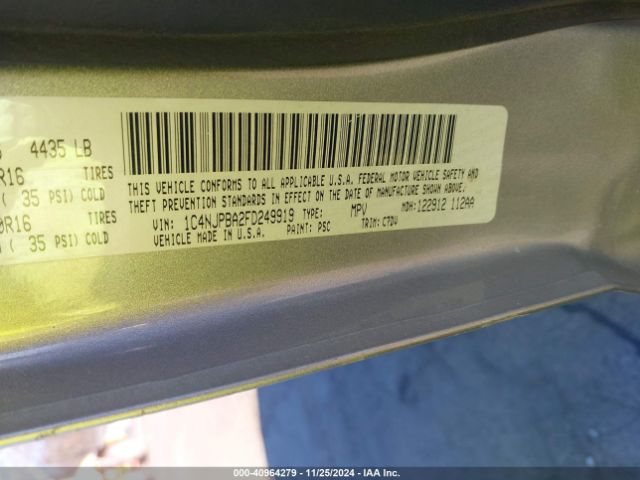 4435 LB
R16 TIRES
( 35 PSI) COLD
0R16 TIRES
( 35 PSI) COLD
THIS VEHICLE CONFORMS TO ALL APPLICABLE U.S.A. FEDERAL MOTOR VEHICLE SAFETY AND
THEFT PREVENTION STANDARDS IN EFFECT ON THE DATE OF MANUFACTURE SHOWN ABOVE.
VIN: 1C4NJPBA2FD249919 TYPE: MPV MDH: 122912 112AA
VEHICLE MADE IN U.S.A. PAINT: PSC TRIM: C7DV
000-40964279 - 11/25/2024 - IAA Inc.